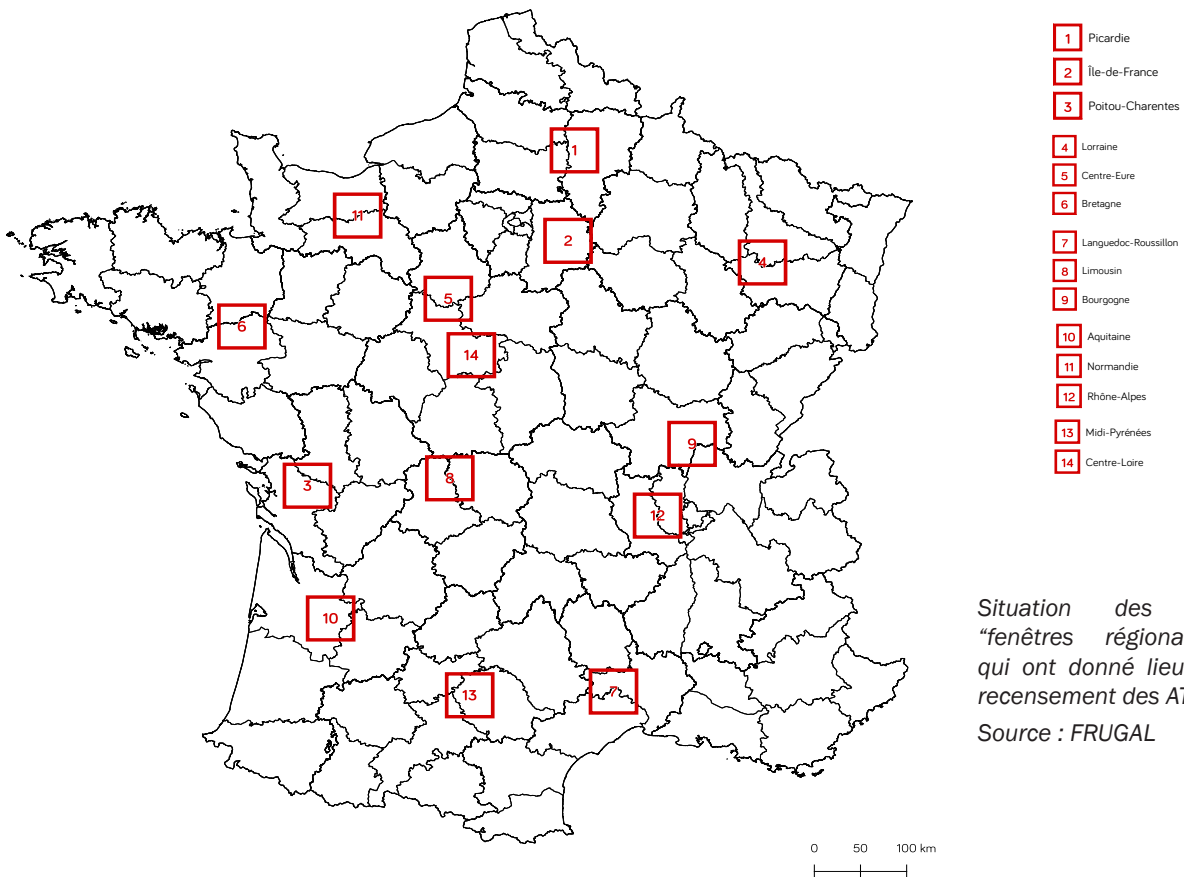 1
2
11
4
5
6
14
9
8
3
12
10
13
7
1 Picardie
2 Île-de-France
3 Poitou-Charentes
4 Lorraine
5 Centre-Eure
6 Bretagne
7 Languedoc-Roussillon
8 Limousin
9 Bourgogne
10 Aquitaine
11 Normandie
12 Rhône-Alpes
13 Midi-Pyrénées
14 Centre-Loire
Situation des
“fenêtres régiona
qui ont donné lieu
recensement des AT
Source : FRUGAL
0 50 100 km